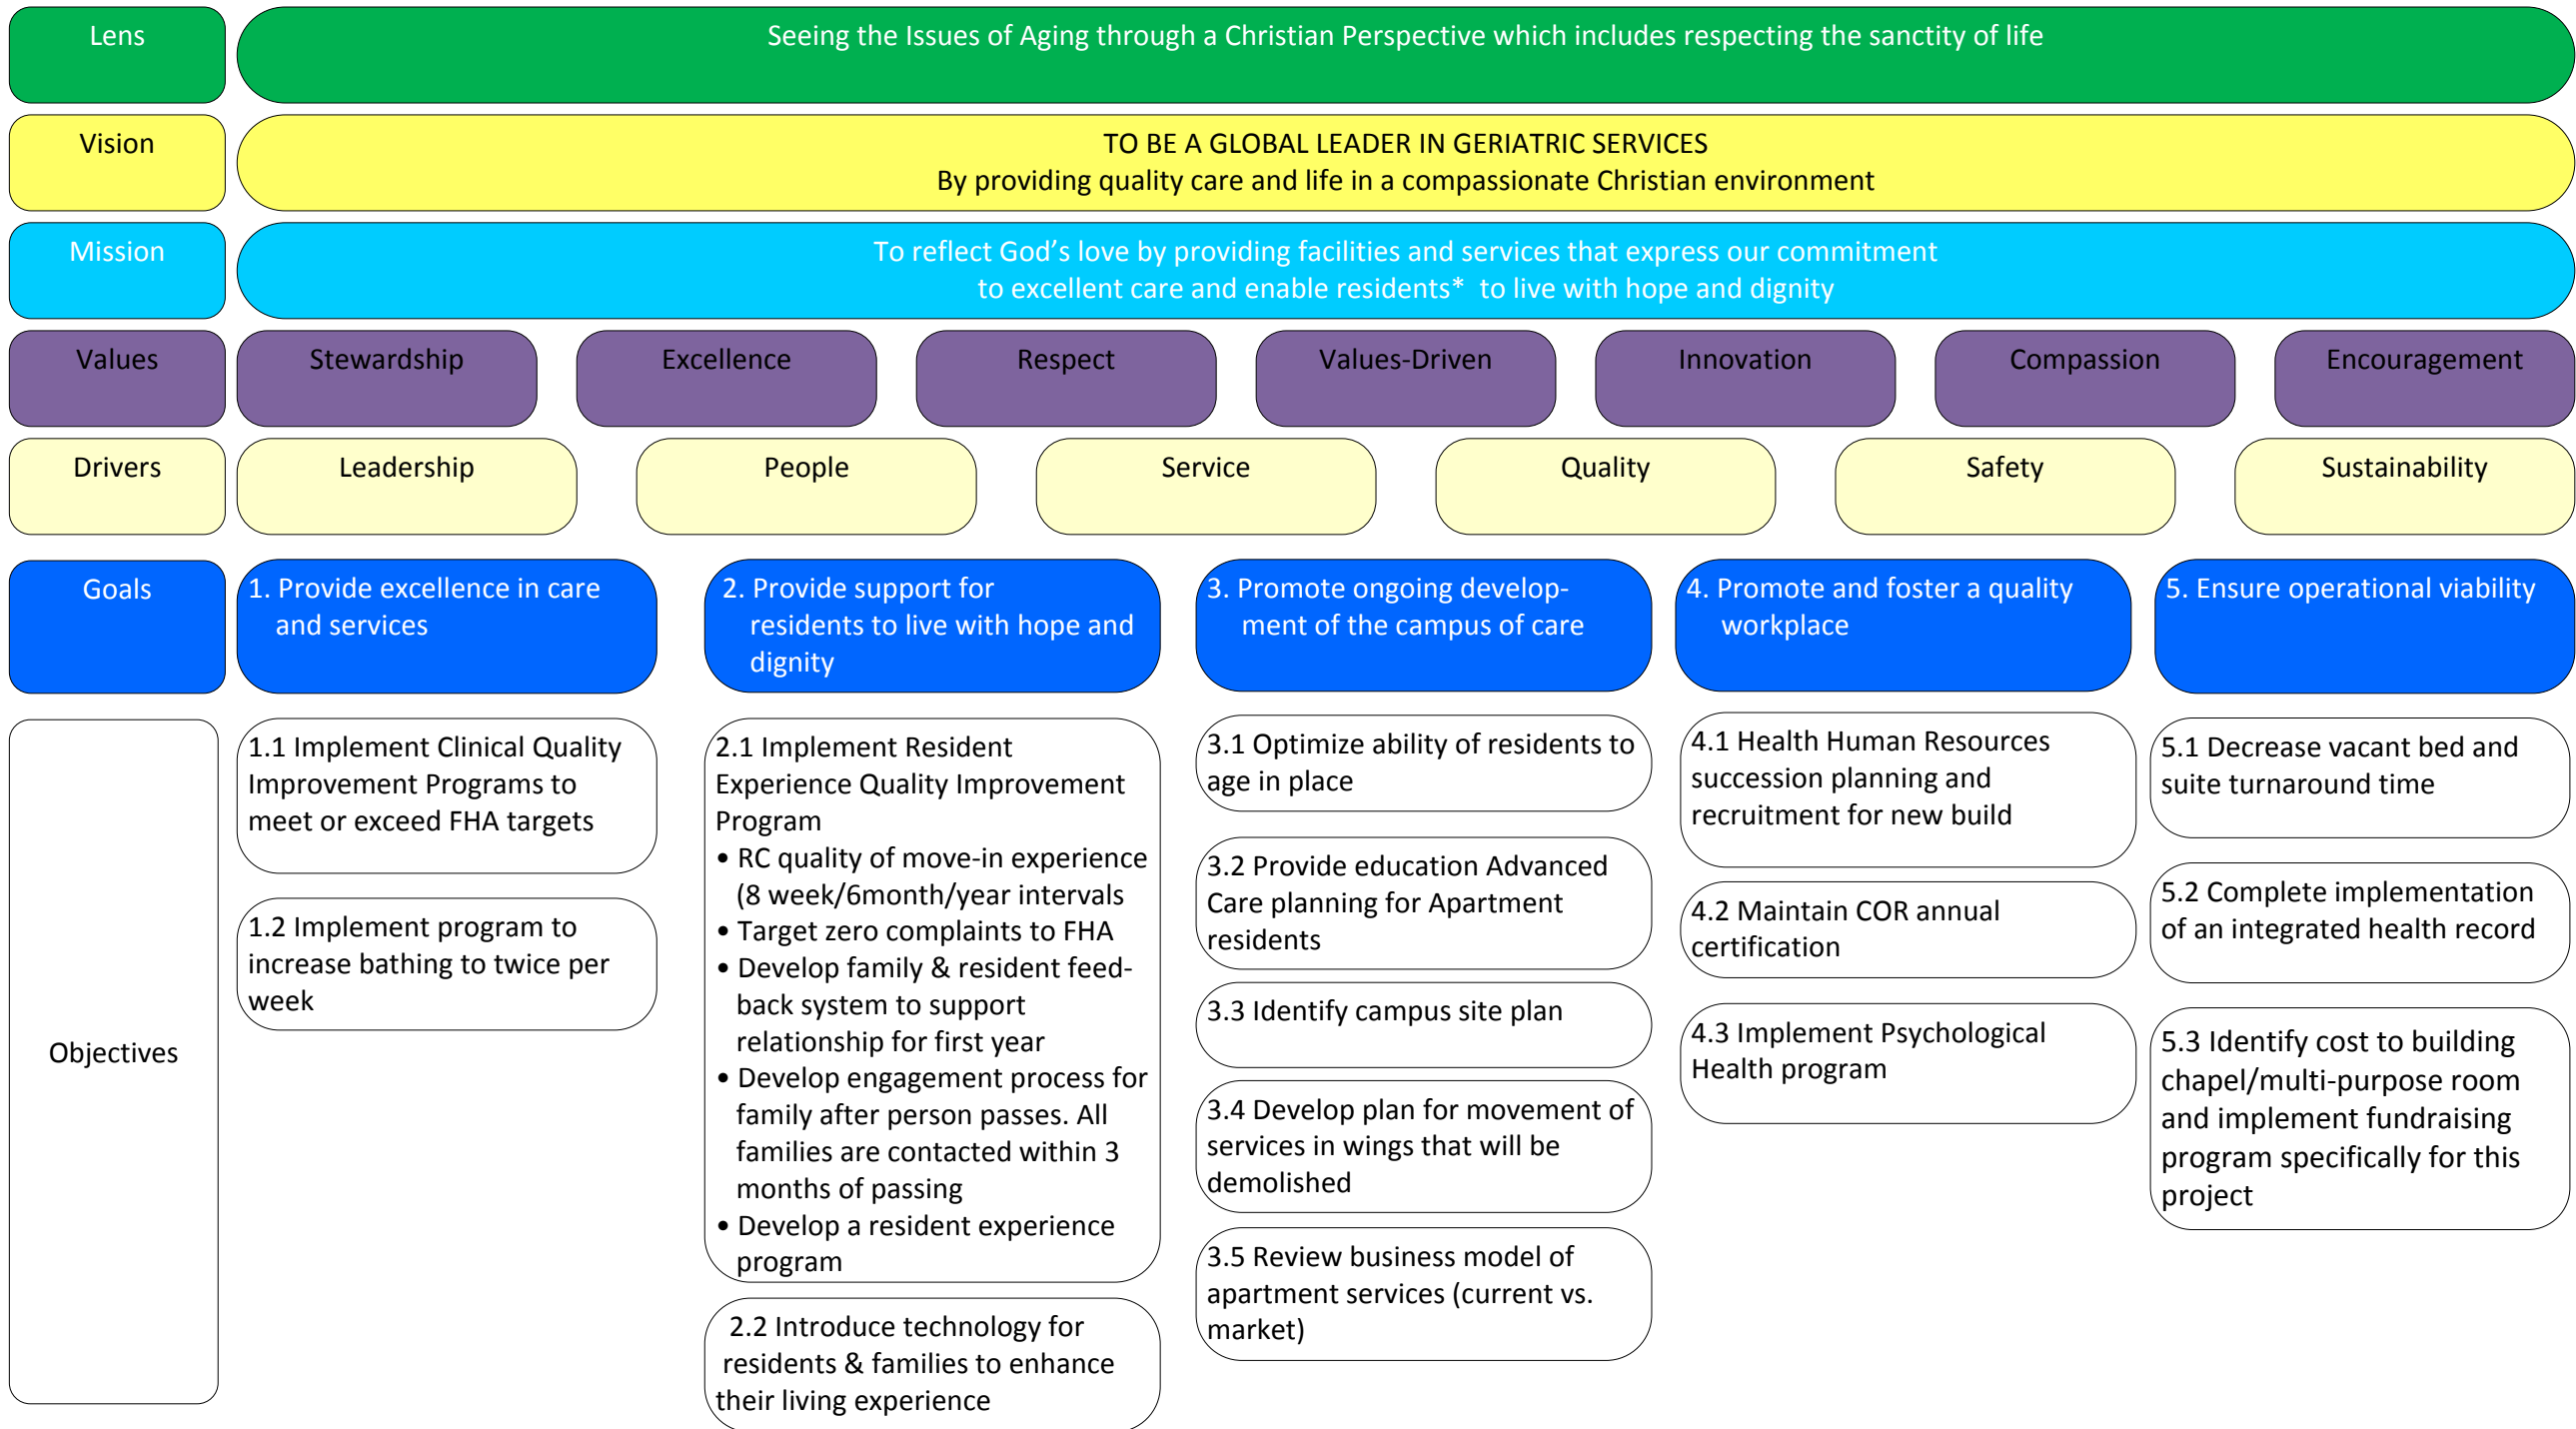 Lens
Seeing the Issues of Aging through a Christian Perspective which includes respecting the sanctity of life
Vision
TO BE A GLOBAL LEADER IN GERIATRIC SERVICES
By providing quality care and life in a compassionate Christian environment
Mission
To reflect God’s love by providing facilities and services that express our commitment
to excellent care and enable residents* to live with hope and dignity
Values
Stewardship
Excellence
Respect
Values-Driven
Innovation
Compassion
Encouragement
Drivers
Leadership
People
Service
Quality
Safety
Sustainability
Goals
1. Provide excellence in care
and services
2. Provide support for
residents to live with hope and
dignity
3. Promote ongoing develop-
ment of the campus of care
4. Promote and foster a quality
workplace
5. Ensure operational viability
Objectives
1.1 Implement Clinical Quality
Improvement Programs to
meet or exceed FHA targets
1.2 Implement program to
increase bathing to twice per
week
2.1 Implement Resident
Experience Quality Improvement
Program
• RC quality of move-in experience
(8 week/6month/year intervals
• Target zero complaints to FHA
• Develop family & resident feed-
back system to support
relationship for first year
• Develop engagement process for
family after person passes. All
families are contacted within 3
months of passing
• Develop a resident experience
program
2.2 Introduce technology for
residents & families to enhance
their living experience
3.1 Optimize ability of residents to
age in place
3.2 Provide education Advanced
Care planning for Apartment
residents
3.3 Identify campus site plan
3.4 Develop plan for movement of
services in wings that will be
demolished
3.5 Review business model of
apartment services (current vs.
market)
4.1 Health Human Resources
succession planning and
recruitment for new build
4.2 Maintain COR annual
certification
4.3 Implement Psychological
Health program
5.1 Decrease vacant bed and
suite turnaround time
5.2 Complete implementation
of an integrated health record
5.3 Identify cost to building
chapel/multi-purpose room
and implement fundraising
program specifically for this
project